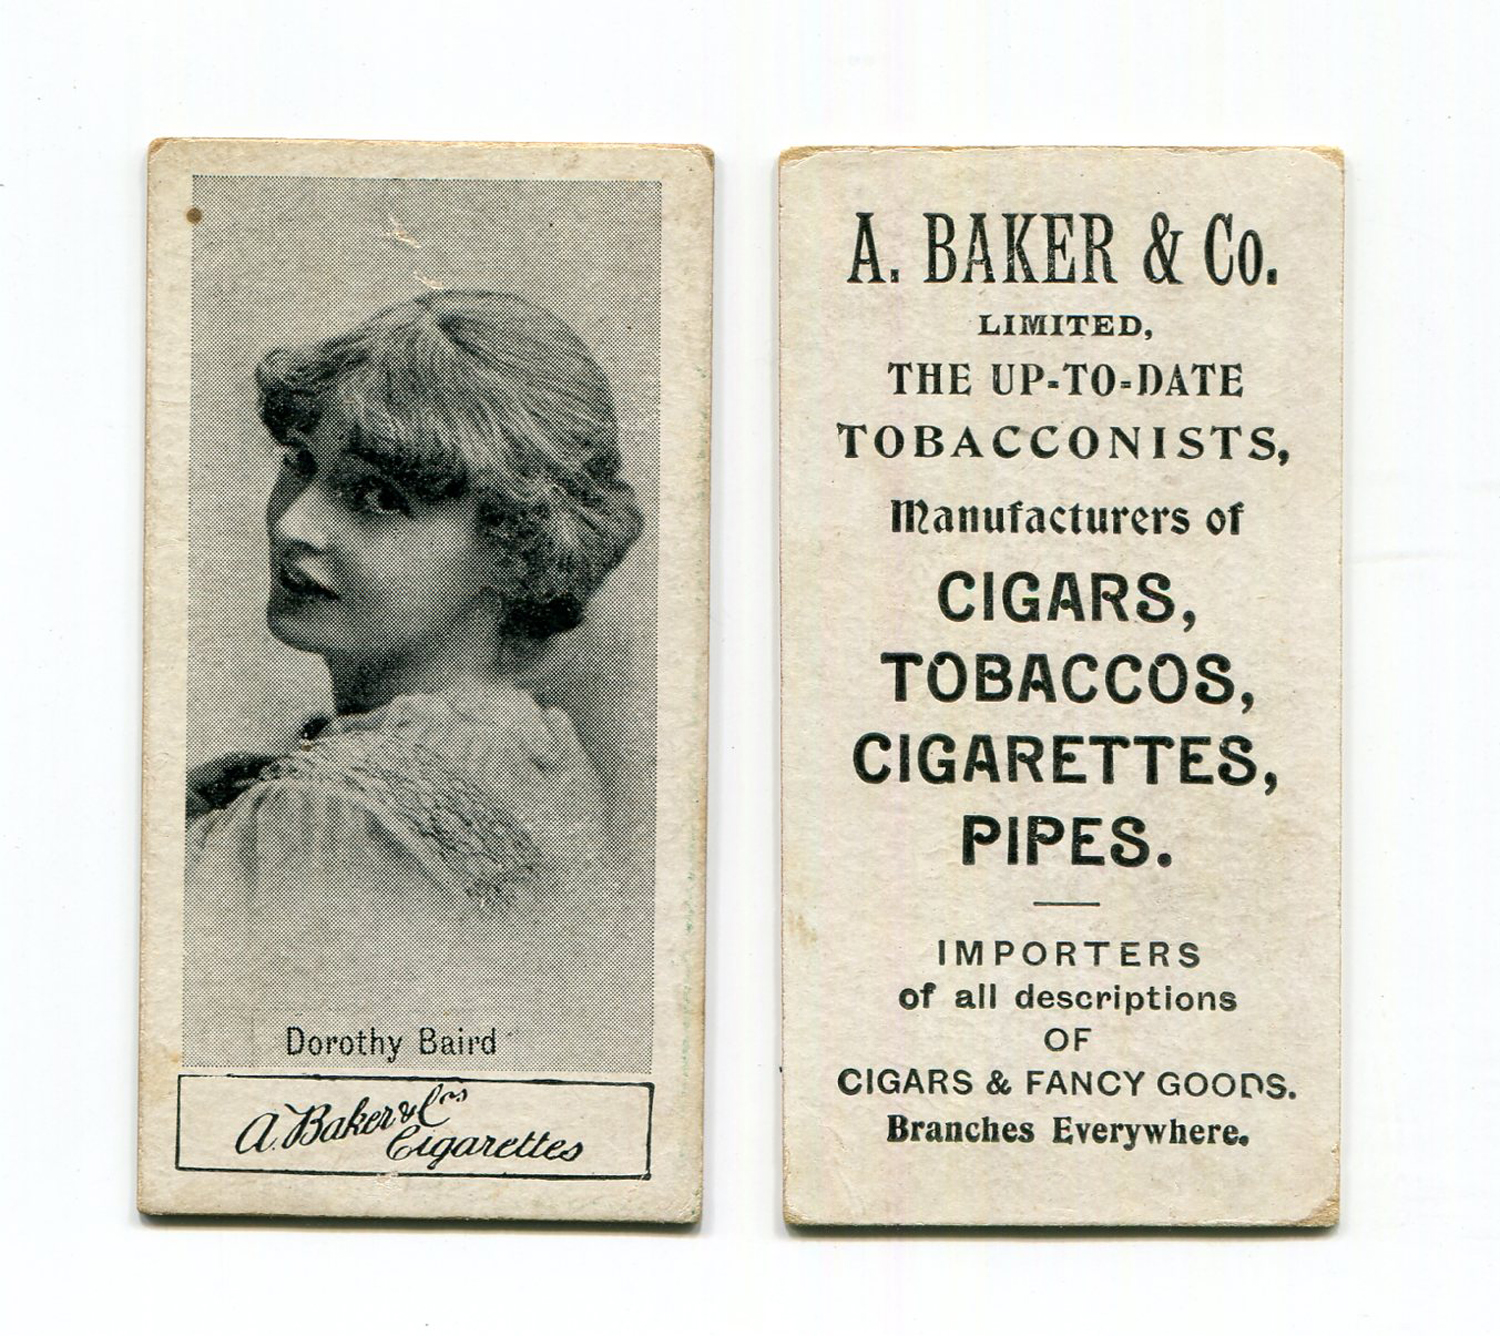 Dorothy Baird
A. Baker & Cos
Cigarettes
A. BAKER & Co.
LIMITED,
THE UP-TO-DATE
TOBACCONISTS,
Manufacturers of
CIGARS,
TOBACCOS,
CIGARETTES,
PIPES.
IMPORTERS
of all descriptions
OF
CIGARS & FANCY GOODS.
Branches Everywhere.